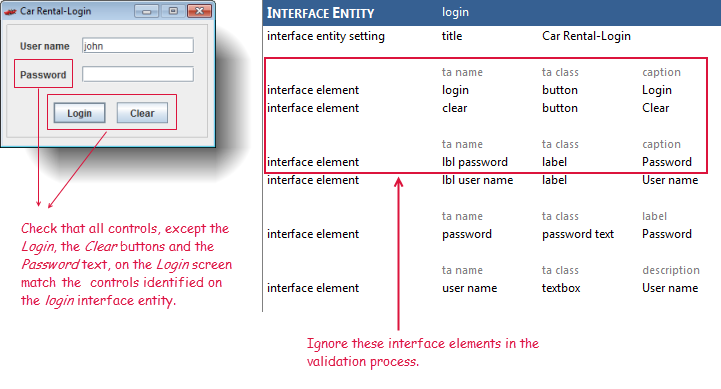 Car Rental-Login
User name john
Password
Login Clear
Check that all controls, except the
Login, the Clear buttons and the
Password text, on the Login screen
match the controls identified on
the login interface entity.
INTERFACE ENTITY login
interface entity setting title Car Rental-Login
ta name ta class caption
interface element login button Login
interface element clear button Clear
ta name ta class caption
interface element lbl password label Password
interface element lbl user name label User name
ta name ta class label
interface element password password text Password
ta name ta class description
interface element user name textbox User name
Ignore these interface elements in the
validation process.